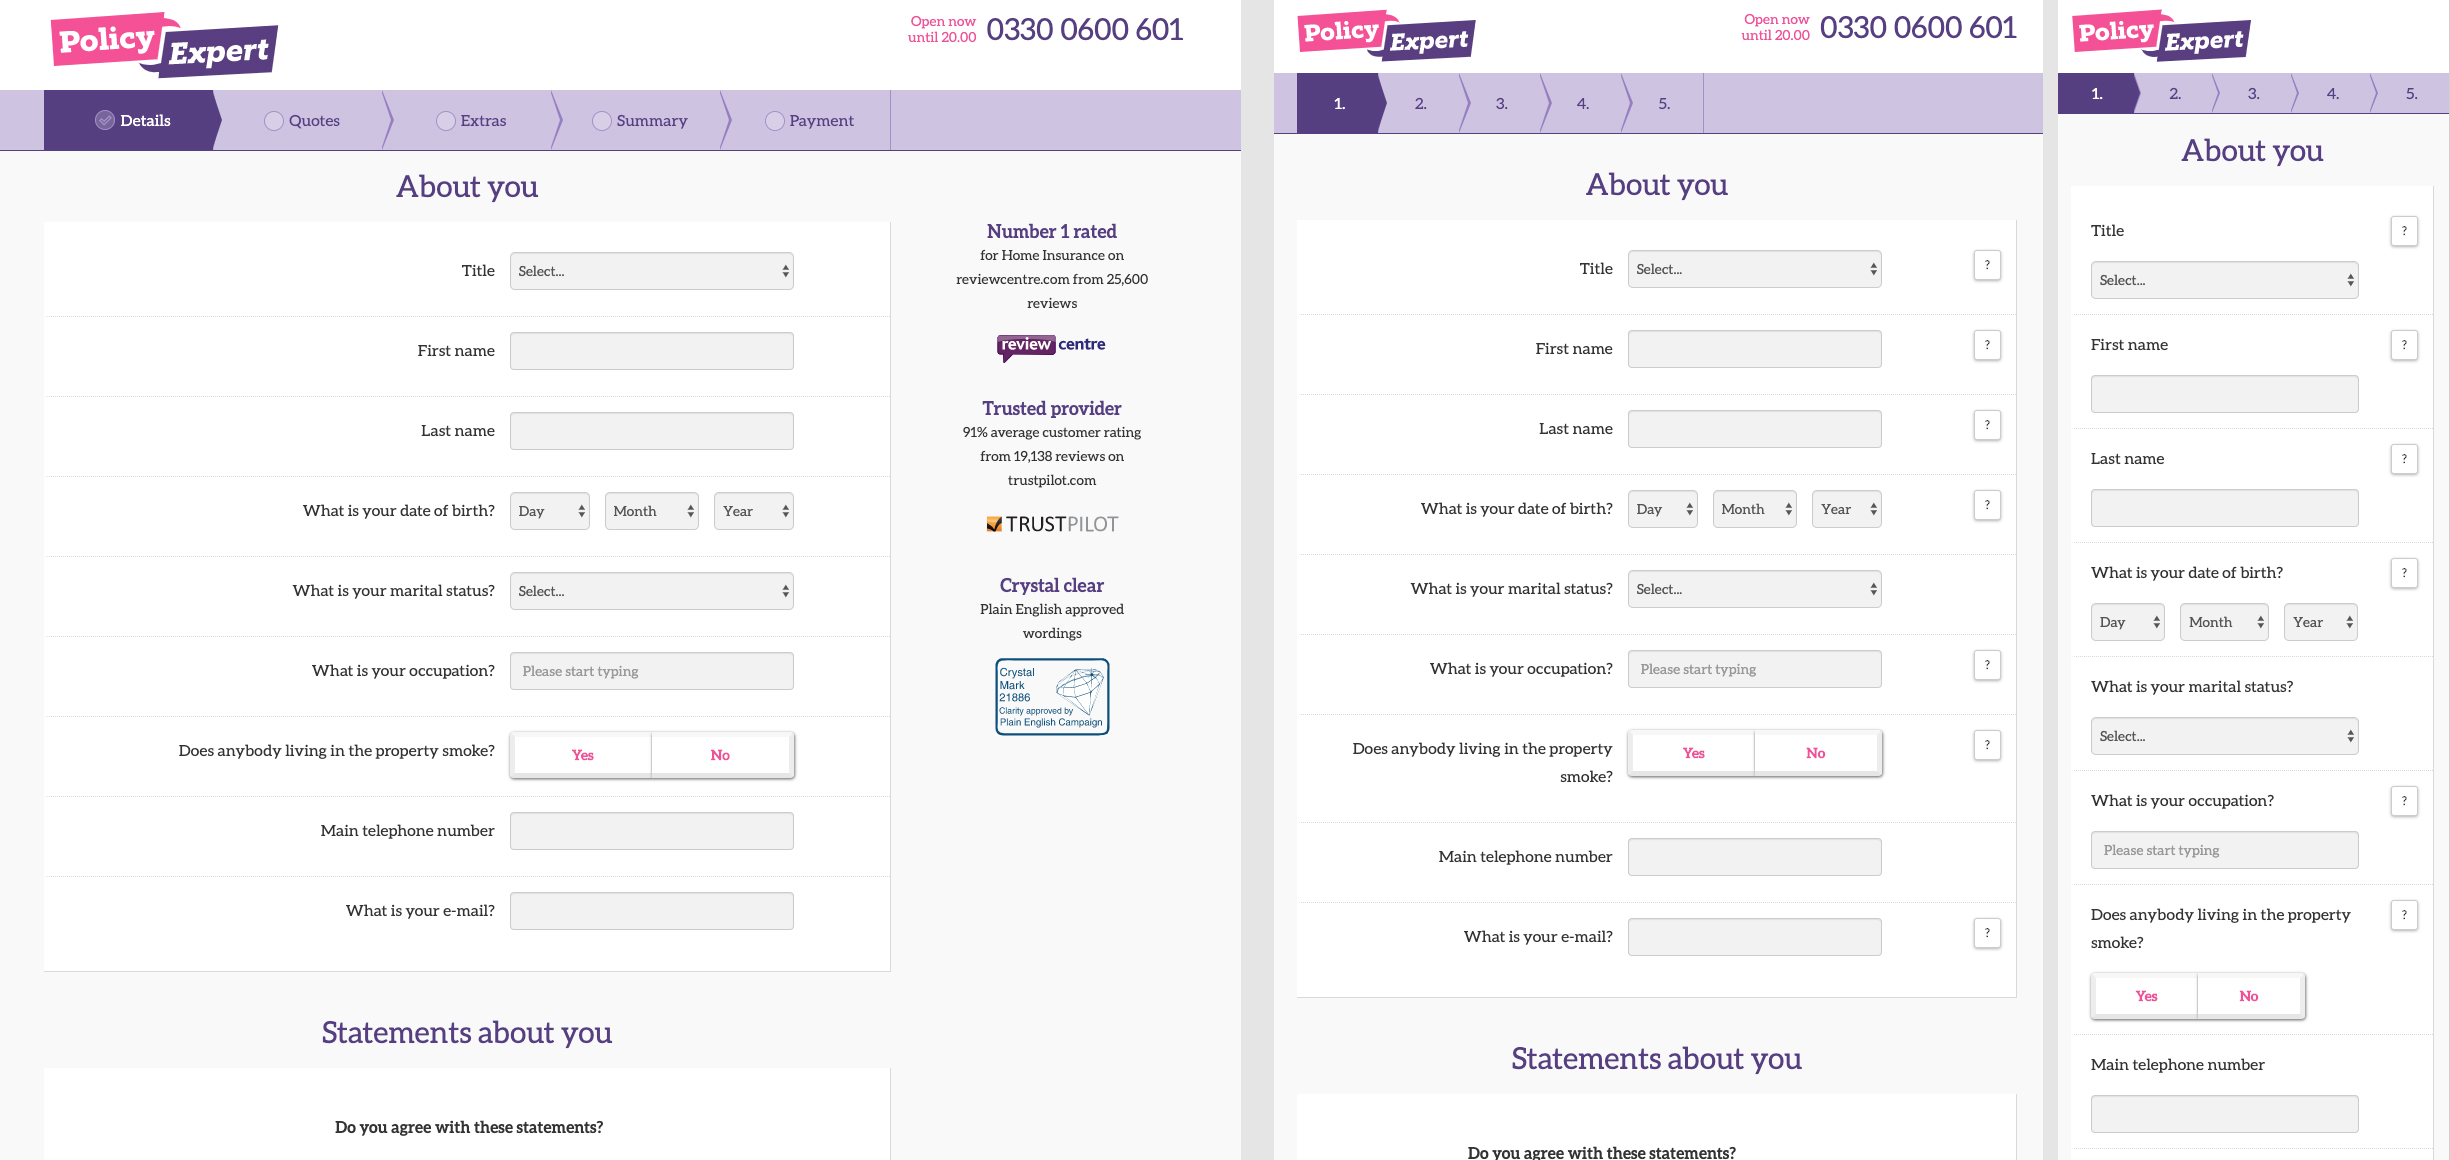 Policy Expert
Open now
until 20.00
0330 0600 601
Details
Quotes
Extras
Summary
Payment
About you
Title
Select...
First name
Last name
What is your date of birth?
Day
Month
Year
What is your marital status?
Select...
What is your occupation?
Please start typing
Does anybody living in the property smoke?
Yes
No
Main telephone number
What is your e-mail?
Number 1 rated
for Home Insurance on
reviewcentre.com from 25,600
reviews
review centre
Trusted provider
91% average customer rating
from 19,138 reviews on
trustpilot.com
TRUSTPILOT
Crystal clear
Plain English approved
wordings
Crystal
Mark
21886
Clarity approved by
Plain English Campaign
Statements about you
Do you agree with these statements?
Policy Expert
Open now
until 20.00
0330 0600 601
1.
2.
3.
4.
5.
About you
Title
Select...
?
First name
?
Last name
?
What is your date of birth?
Day
Month
Year
?
What is your marital status?
Select...
What is your occupation?
Please start typing
?
Does anybody living in the property
smoke?
Yes
No
?
Main telephone number
What is your e-mail?
?
Statements about you
Do you agree with these statements?
Policy Expert
1.
2.
3.
4.
5.
About you
Title
?
Select...
First name
?
Last name
?
What is your date of birth?
?
Day
Month
Year
What is your marital status?
Select...
What is your occupation?
?
Please start typing
Does anybody living in the property
smoke?
?
Yes
No
Main telephone number